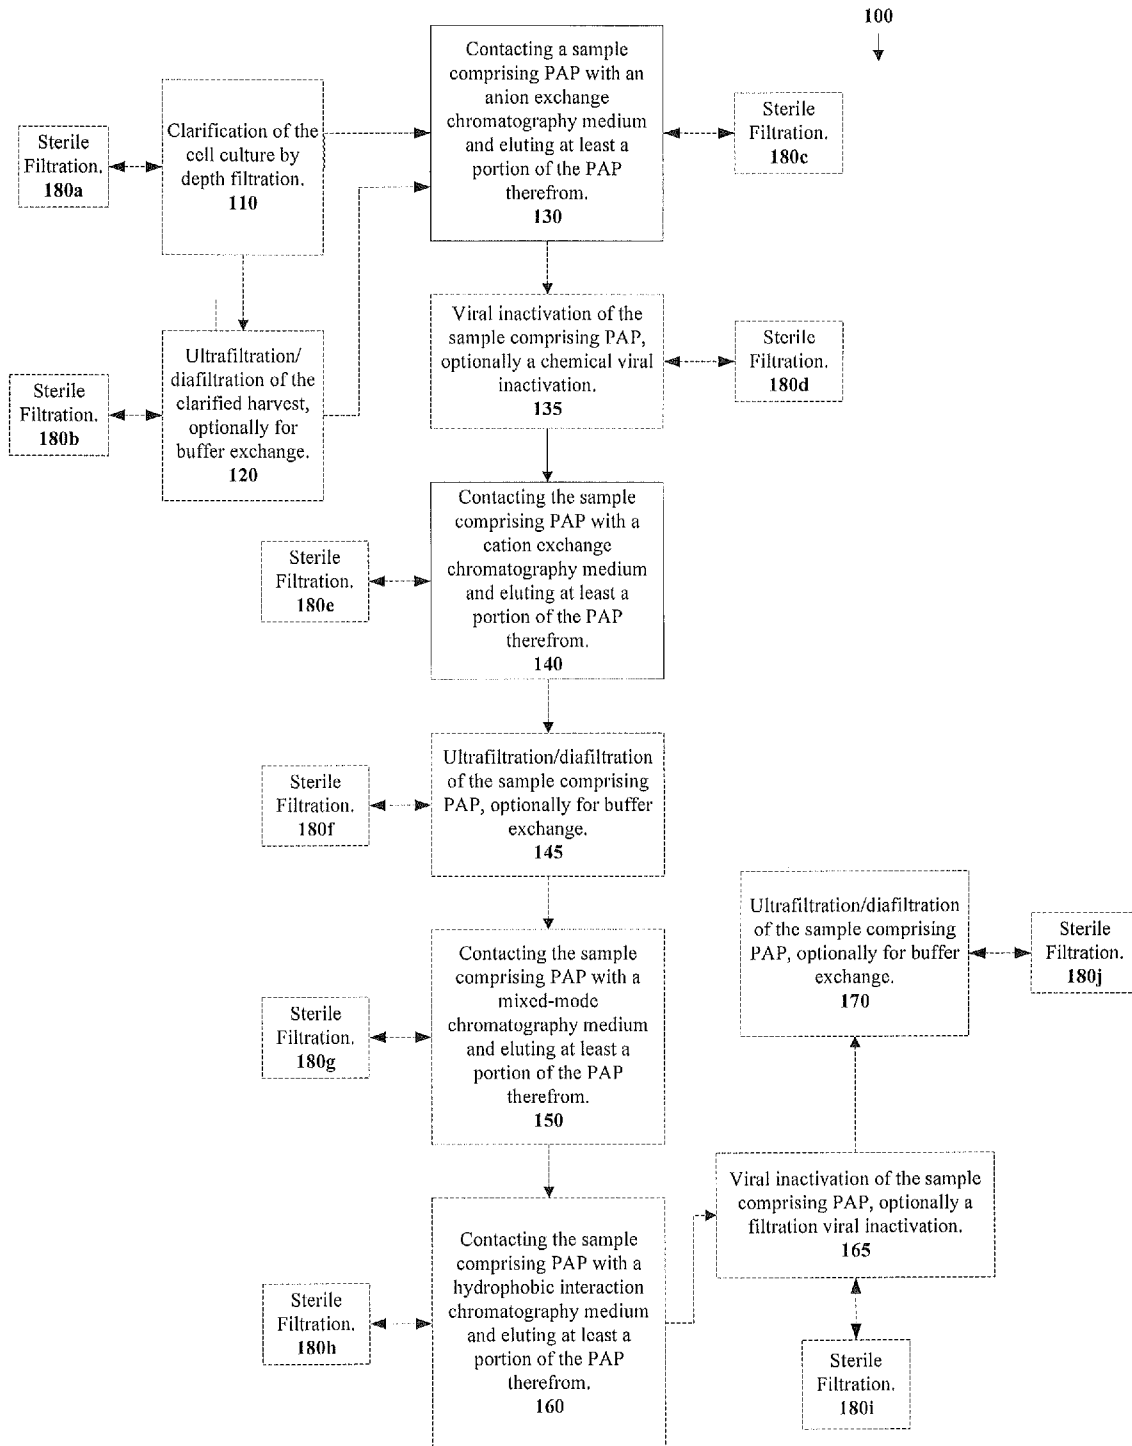 100
Contacting a sample
comprising PAP with an
anion exchange
chromatography medium
and eluting at least a
portion of the PAP
therefrom.
130
Sterile
Filtration.
180c
Clarification of the
cell culture by
depth filtration.
110
Sterile
Filtration.
180a
Viral inactivation of the
sample comprising PAP,
optionally a chemical viral
inactivation.
135
Sterile
Filtration.
180d
Ultrafiltration/
diafiltration of the
clarified harvest,
optionally for
buffer exchange.
120
Sterile
Filtration.
180b
Contacting the sample
comprising PAP with a
cation exchange
chromatography medium
and eluting at least a
portion of the PAP
therefrom.
140
Sterile
Filtration.
180e
Ultrafiltration/diafiltration
of the sample comprising
PAP, optionally for buffer
exchange.
145
Sterile
Filtration.
180f
Contacting the sample
comprising PAP with a
mixed-mode
chromatography medium
and eluting at least a
portion of the PAP
therefrom.
150
Sterile
Filtration.
180g
Ultrafiltration/diafiltration
of the sample comprising
PAP, optionally for buffer
exchange.
170
Sterile
Filtration.
180j
Contacting the sample
comprising PAP with a
hydrophobic interaction
chromatography medium
and eluting at least a
portion of the PAP
therefrom.
160
Sterile
Filtration.
180h
Viral inactivation of the sample
comprising PAP, optionally a
filtration viral inactivation.
165
Sterile
Filtration.
180i